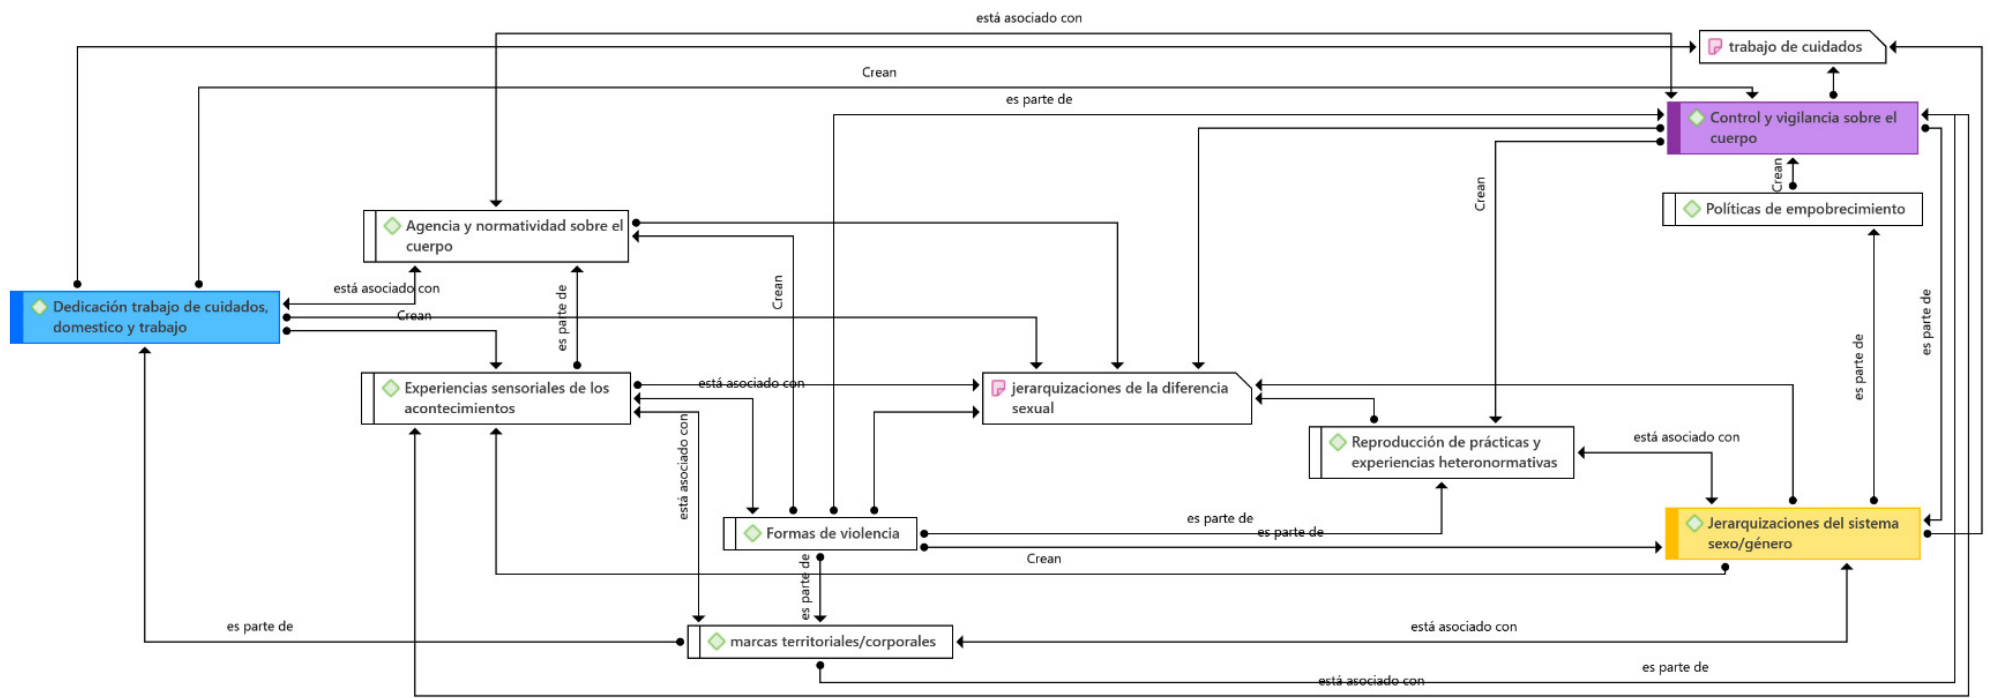 está asociado con
trabajo de cuidados
Crean
es parte de
Control y vigilancia sobre el
cuerpo
Crean
Crean
Políticas de empobrecimiento
Agencia y normatividad sobre el
cuerpo
Crean
está asociado con
es parte de
es parte de
Dedicación trabajo de cuidados,
domestico y trabajo
Crean
es parte de
Experiencias sensoriales de los
acontecimientos
está asociado con
jerarquizaciones de la diferencia
sexual
está asociado con
Reproducción de prácticas y
experiencias heteronormativas
está asociado con
Formas de violencia
es parte de
es parte de
Jerarquizaciones del sistema
sexo/género
Crean
es parte de
es parte de
marcas territoriales/corporales
está asociado con
es parte de
está asociado con